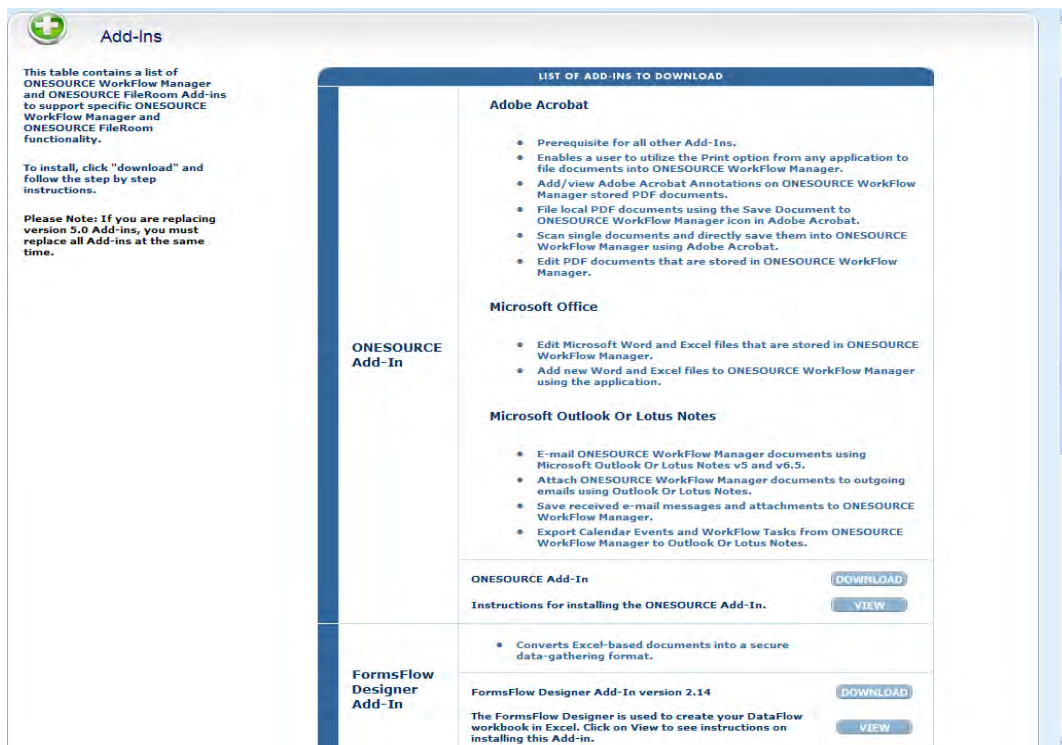 Add-Ins
This table contains a list of
ONESOURCE WorkFlow Manager
and ONESOURCE FileRoom Add-ins
to support specific ONESOURCE
WorkFlow Manager and
ONESOURCE FileRoom
functionality.
To install, click "download" and
follow the step by step
instructions.
Please Note: If you are replacing
version 5.0 Add-ins, you must
replace all Add-ins at the same
time.
LIST OF ADD-INS TO DOWNLOAD
ONESOURCE
Add-In
Adobe Acrobat
• Prerequisite for all other Add-Ins.
• Enables a user to utilize the Print option from any application to
file documents into ONESOURCE WorkFlow Manager.
• Add/view Adobe Acrobat Annotations on ONESOURCE WorkFlow
Manager stored PDF documents.
• File local PDF documents using the Save Document to
ONESOURCE WorkFlow Manager icon in Adobe Acrobat.
• Scan single documents and directly save them into ONESOURCE
WorkFlow Manager using Adobe Acrobat.
• Edit PDF documents that are stored in ONESOURCE WorkFlow
Manager.
Microsoft Office
• Edit Microsoft Word and Excel files that are stored in ONESOURCE
WorkFlow Manager.
• Add new Word and Excel files to ONESOURCE WorkFlow Manager
using the application.
Microsoft Outlook Or Lotus Notes
• E-mail ONESOURCE WorkFlow Manager documents using
Microsoft Outlook Or Lotus Notes v5 and v6.5.
• Attach ONESOURCE WorkFlow Manager documents to outgoing
emails using Outlook Or Lotus Notes.
• Save received e-mail messages and attachments to ONESOURCE
WorkFlow Manager.
• Export Calendar Events and WorkFlow Tasks from ONESOURCE
WorkFlow Manager to Outlook Or Lotus Notes.
ONESOURCE Add-In DOWNLOAD
Instructions for installing the ONESOURCE Add-In. VIEW
FormsFlow
Designer
Add-In
• Converts Excel-based documents into a secure
data-gathering format.
FormsFlow Designer Add-In version 2.14 DOWNLOAD
The FormsFlow Designer is used to create your DataFlow
workbook in Excel. Click on View to see instructions on
installing this Add-in.
VIEW